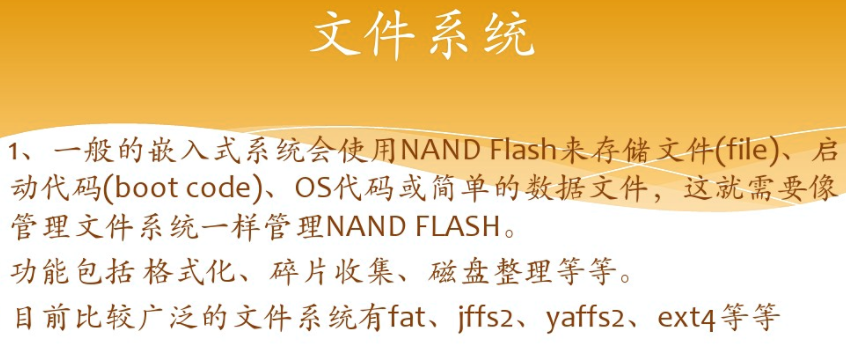 文件系统
1、一般的嵌入式系统会使用NAND Flash来存储文件(file)、启
动代码(boot code)、OS代码或简单的数据文件，这就需要像
管理文件系统一样管理NAND FLASH。
功能包括 格式化、碎片收集、磁盘整理等等。
目前比较广泛的文件系统有fat、jffs2、yaffs2、ext4等等